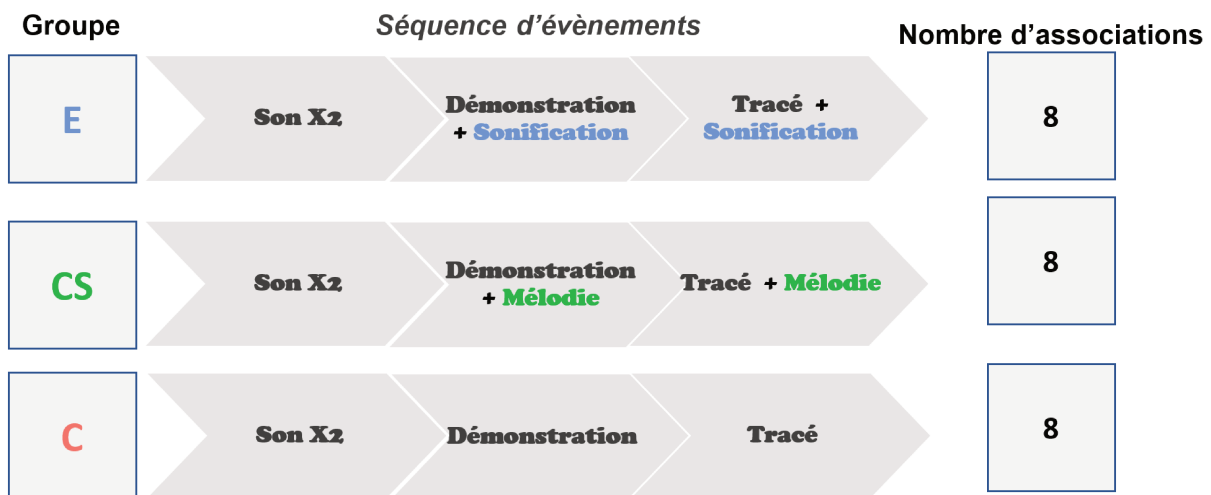 Groupe
Séquence d’évènements
Nombre d’associations
E
Son X2
Démonstration
+ Sonification
Tracé +
Sonification
8
CS
Son X2
Démonstration
+ Mélodie
Tracé + Mélodie
8
C
Son X2
Démonstration
Tracé
8